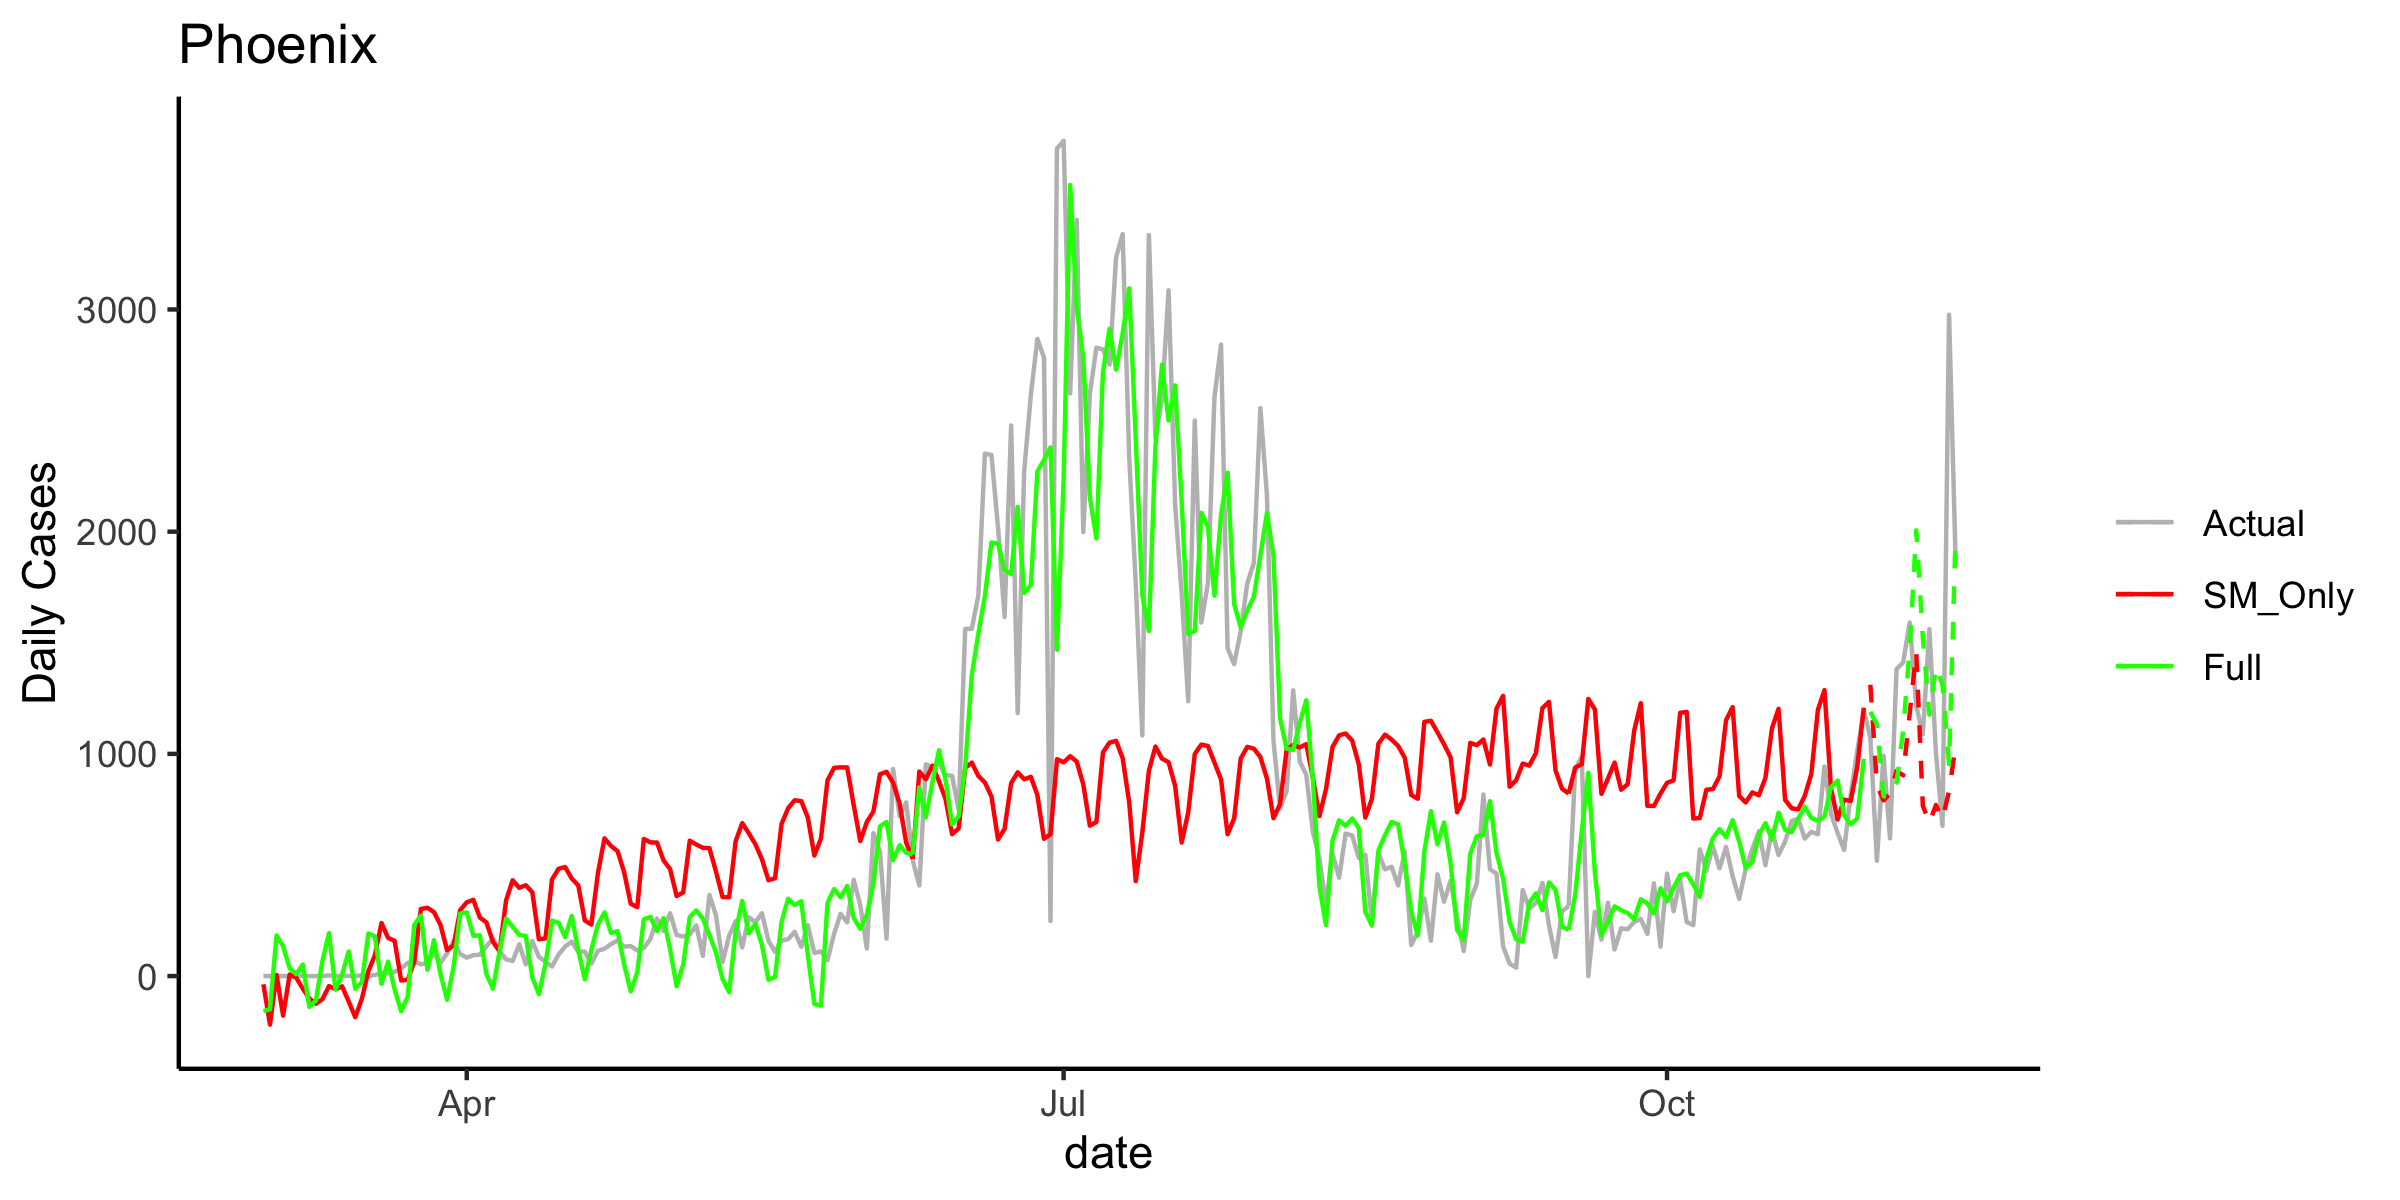 Phoenix
Daily Cases
3000
2000
1000
0
Apr
Jul
Oct
date
Actual
SM_Only
Full